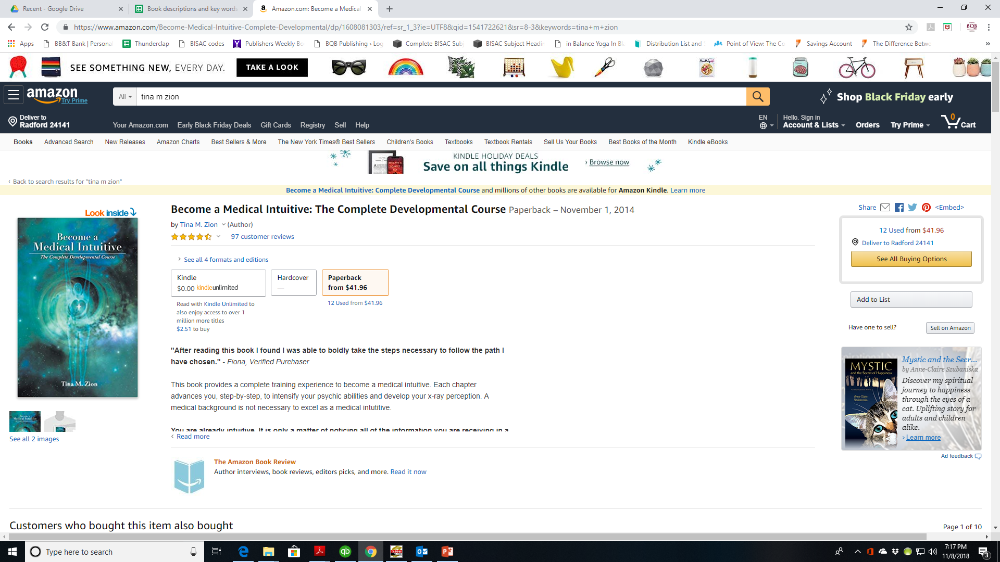 Recent - Google Drive
Book descriptions and key words
Amazon.com: Become a Medical
https://www.amazon.com/Become-Medical-Intuitive-Complete-Developmental/dp/1608081303/ref=sr_1_3?ie=UTF8&qid=1541722621&sr=8-3&keywords=tina+m+zion
BQB
Apps BB&T Bank | Persona Thunderclap BISAC codes Publishers Weekly Bo BQB Publishing › Log Complete BISAC Sub BISAC Subject Headin in Balance Yoga In Bla Distribution List and Point of View: The Co Savings Account The Difference Betwe »
SEE SOMETHING NEW, EVERY DAY. TAKE A LOOK
amazon
Try Prime
All tina m zion
Shop Black Friday early
Deliver to
Radford 24141
Your Amazon.com Early Black Friday Deals Gift Cards Registry Sell Help
EN
Hello. Sign in
Account & Lists Orders Try Prime 0 Cart
Books Advanced Search New Releases Amazon Charts Best Sellers & More The New York Times® Best Sellers Children's Books Textbooks Textbook Rentals Sell Us Your Books Best Books of the Month Kindle eBooks
KINDLE HOLIDAY DEALS
Save on all things Kindle
› Browse now
‹ Back to search results for "tina m zion"
Become a Medical Intuitive: Complete Developmental Course and millions of other books are available for Amazon Kindle. Learn more
Look inside
Become a
Medical Intuitive
The Complete Developmental Course
Tina M. Zion
See all 2 images
Become a Medical Intuitive: The Complete Developmental Course Paperback – November 1, 2014
by Tina M. Zion (Author)
97 customer reviews
See all 4 formats and editions
Kindle
$0.00 kindleunlimited
Hardcover
—
Paperback
from $41.96
Read with Kindle Unlimited to
also enjoy access to over 1
million more titles
$2.51 to buy
12 Used from $41.96
"After reading this book I found I was able to boldly take the steps necessary to follow the path I
have chosen." - Fiona, Verified Purchaser
This book provides a complete training experience to become a medical intuitive. Each chapter
advances you, step-by-step, to intensify your psychic abilities and develop your x-ray perception. A
medical background is not necessary to excel as a medical intutitive.
You are already intuitive. It is only a matter of noticing all of the information you are receiving in a
‹ Read more
The Amazon Book Review
Author interviews, book reviews, editors picks, and more. Read it now
Share <Embed>
12 Used from $41.96
Deliver to Radford 24141
See All Buying Options
Add to List
Have one to sell? Sell on Amazon
MYSTIC
and the Secret of Happiness
Mystic and the Secr...
by Anne-Claire Szubaniska
Discover my spiritual
journey to happiness
through the eyes of a
cat. Uplifting story for
adults and children
alike.
› Learn more
Ad feedback
Customers who bought this item also bought
Page 1 of 10
Type here to search
7:17 PM
11/8/2018
3